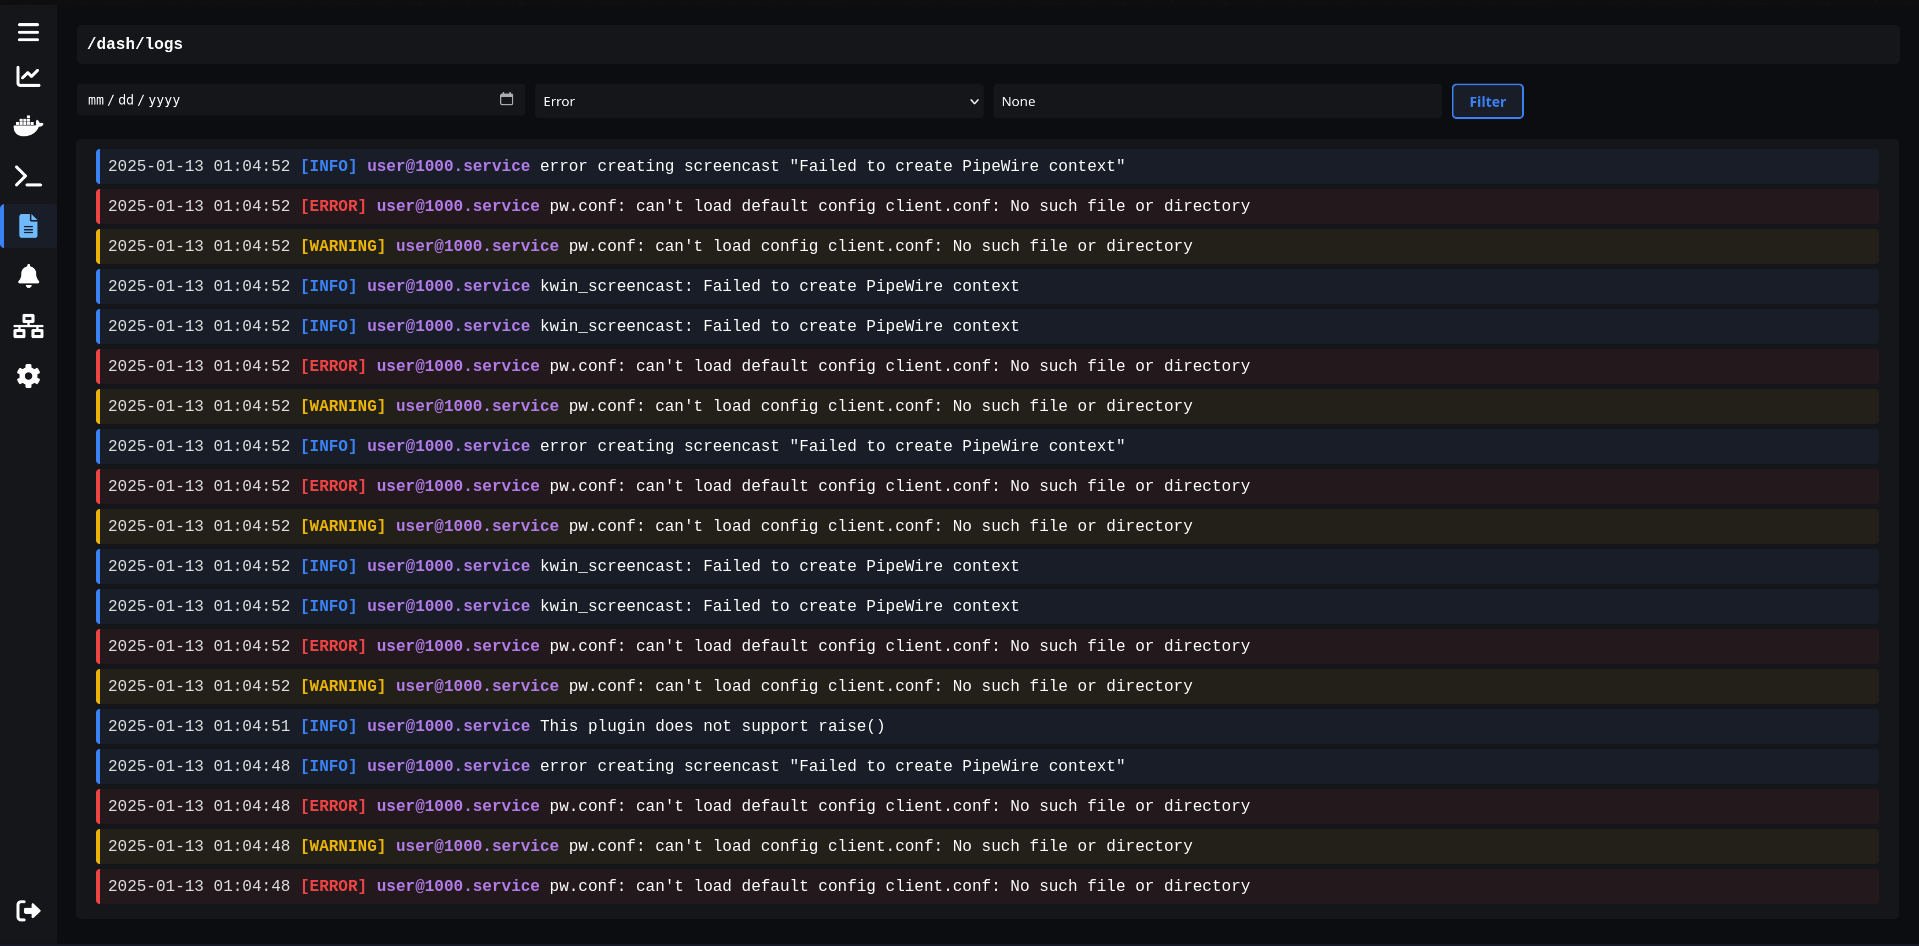 /dash/logs
mm / dd / yyyy Error None Filter
2025-01-13 01:04:52 [INFO] user@1000.service error creating screencast "Failed to create PipeWire context"
2025-01-13 01:04:52 [ERROR] user@1000.service pw.conf: can't load default config client.conf: No such file or directory
2025-01-13 01:04:52 [WARNING] user@1000.service pw.conf: can't load config client.conf: No such file or directory
2025-01-13 01:04:52 [INFO] user@1000.service kwin_screencast: Failed to create PipeWire context
2025-01-13 01:04:52 [INFO] user@1000.service kwin_screencast: Failed to create PipeWire context
2025-01-13 01:04:52 [ERROR] user@1000.service pw.conf: can't load default config client.conf: No such file or directory
2025-01-13 01:04:52 [WARNING] user@1000.service pw.conf: can't load config client.conf: No such file or directory
2025-01-13 01:04:52 [INFO] user@1000.service error creating screencast "Failed to create PipeWire context"
2025-01-13 01:04:52 [ERROR] user@1000.service pw.conf: can't load default config client.conf: No such file or directory
2025-01-13 01:04:52 [WARNING] user@1000.service pw.conf: can't load config client.conf: No such file or directory
2025-01-13 01:04:52 [INFO] user@1000.service kwin_screencast: Failed to create PipeWire context
2025-01-13 01:04:52 [INFO] user@1000.service kwin_screencast: Failed to create PipeWire context
2025-01-13 01:04:52 [ERROR] user@1000.service pw.conf: can't load default config client.conf: No such file or directory
2025-01-13 01:04:52 [WARNING] user@1000.service pw.conf: can't load config client.conf: No such file or directory
2025-01-13 01:04:51 [INFO] user@1000.service This plugin does not support raise()
2025-01-13 01:04:48 [INFO] user@1000.service error creating screencast "Failed to create PipeWire context"
2025-01-13 01:04:48 [ERROR] user@1000.service pw.conf: can't load default config client.conf: No such file or directory
2025-01-13 01:04:48 [WARNING] user@1000.service pw.conf: can't load config client.conf: No such file or directory
2025-01-13 01:04:48 [ERROR] user@1000.service pw.conf: can't load default config client.conf: No such file or directory